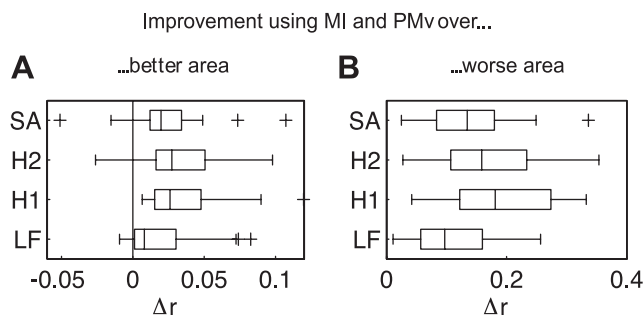 Improvement using MI and PMv over...
A ...better area
B ...worse area
SA
H2
H1
LF
-0.05 0 0.05 0.1
Δr
SA
H2
H1
LF
0 0.2 0.4
Δr